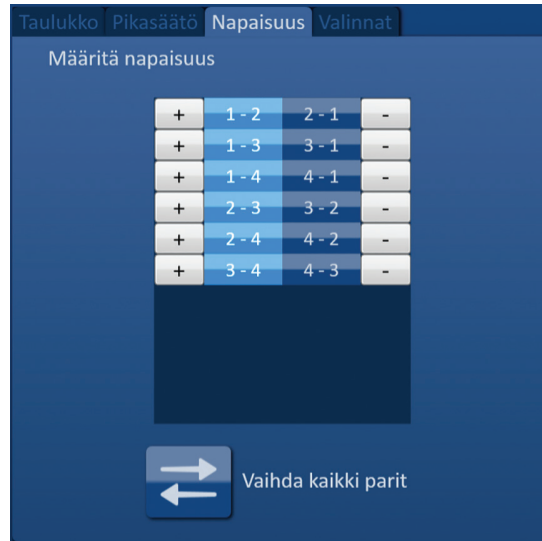 Taulukko Pikasäätö Napaisuus Valinnat
Määritä napaisuus
+ 1 - 2 2 - 1 -
+ 1 - 3 3 - 1 -
+ 1 - 4 4 - 1 -
+ 2 - 3 3 - 2 -
+ 2 - 4 4 - 2 -
+ 3 - 4 4 - 3 -
Vaihda kaikki parit